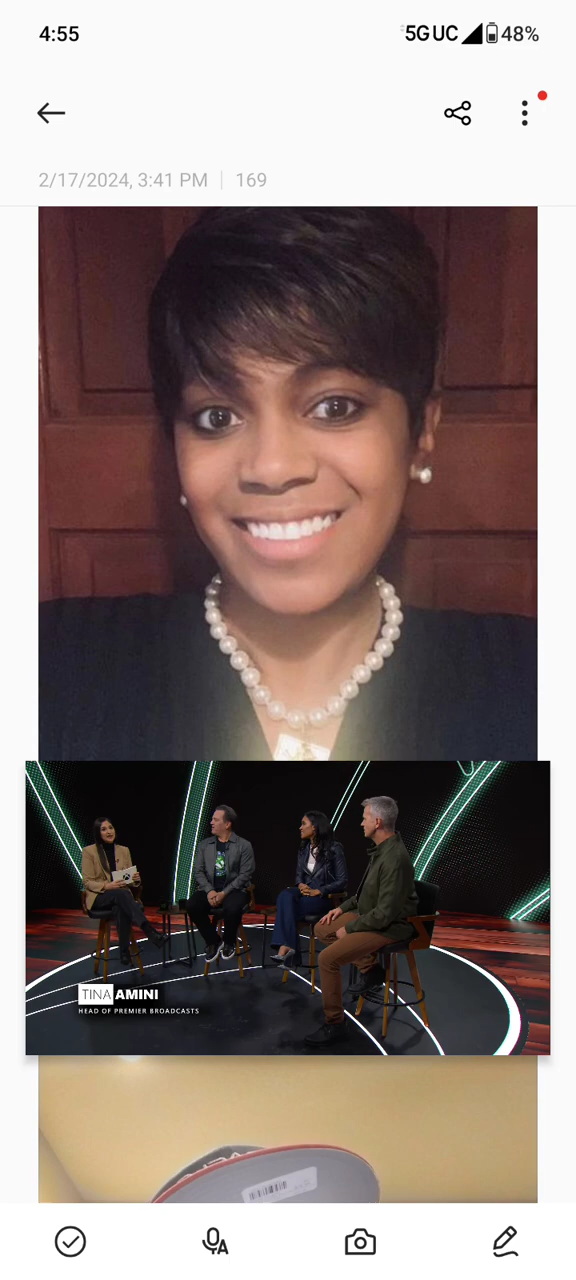 4:55
5G UC 48%
2/17/2024, 3:41 PM | 169
TINA AMINI
HEAD OF PREMIER BROADCASTS